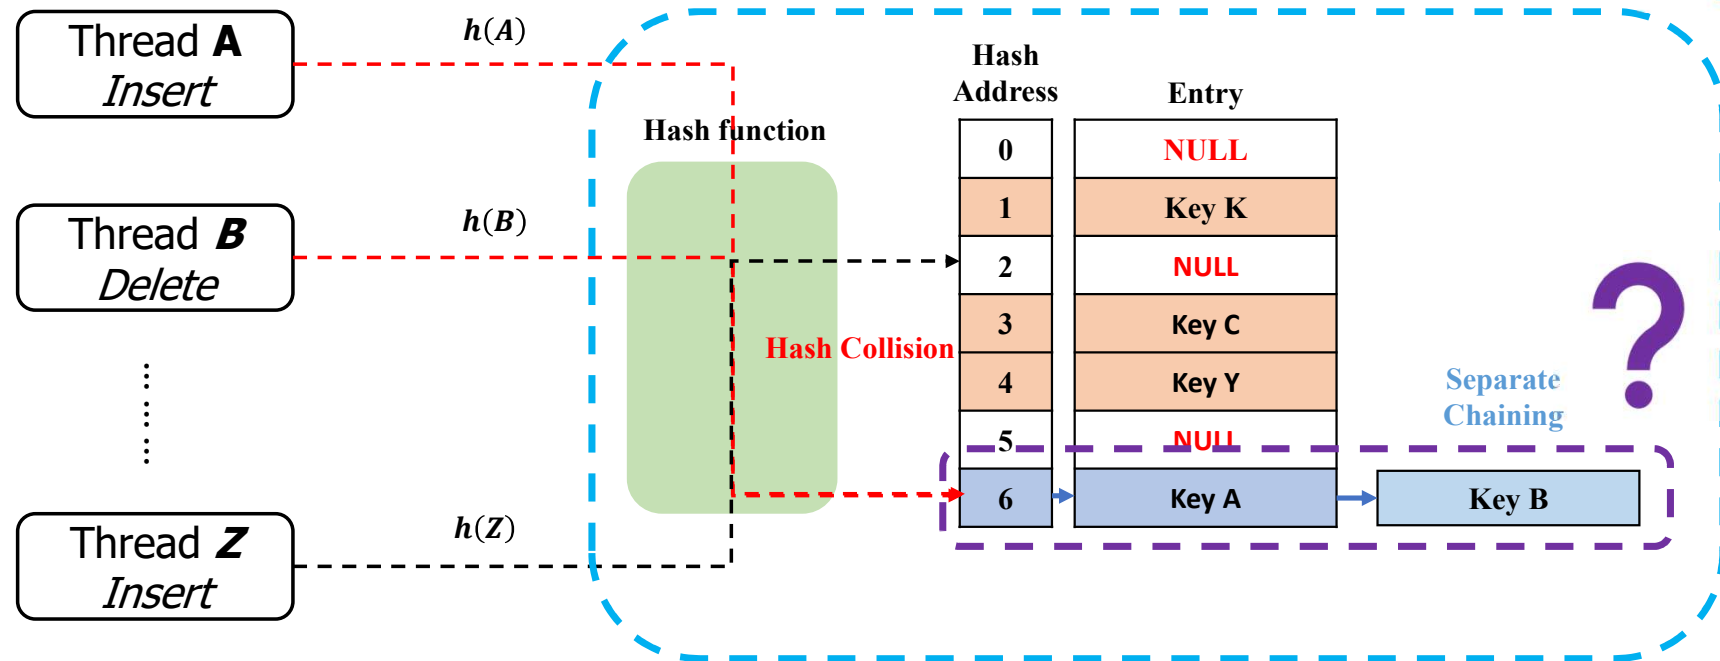 Thread A
Insert
h(A)
Hash function
Hash
Address
Entry
0
NULL
1
Key K
Thread B
Delete
h(B)
2
NULL
3
Key C
Hash Collision
4
Key Y
Separate
Chaining
?
5
NULL
6
Key A
Key B
Thread Z
Insert
h(Z)